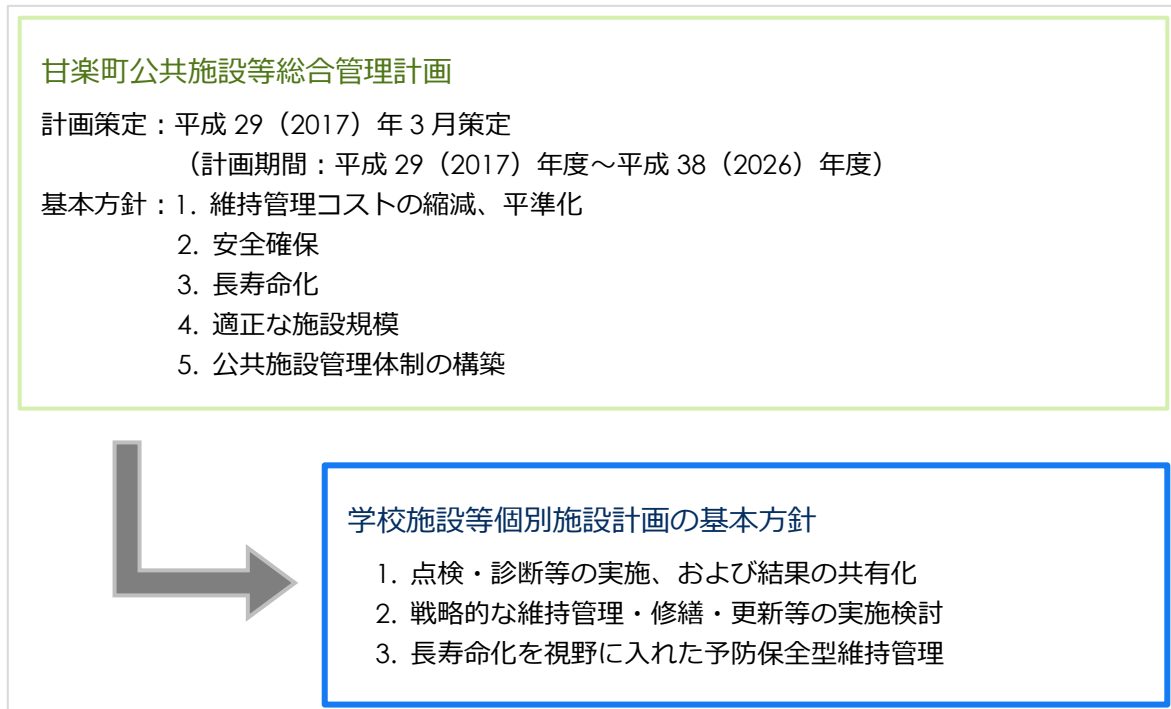 甘楽町公共施設等総合管理計画
計画策定：平成 29（2017）年 3 月策定
（計画期間：平成 29（2017）年度～平成 38（2026）年度）
基本方針：1. 維持管理コストの縮減、平準化
2. 安全確保
3. 長寿命化
4. 適正な施設規模
5. 公共施設管理体制の構築
学校施設等個別施設計画の基本方針
1. 点検・診断等の実施、および結果の共有化
2. 戦略的な維持管理・修繕・更新等の実施検討
3. 長寿命化を視野に入れた予防保全型維持管理